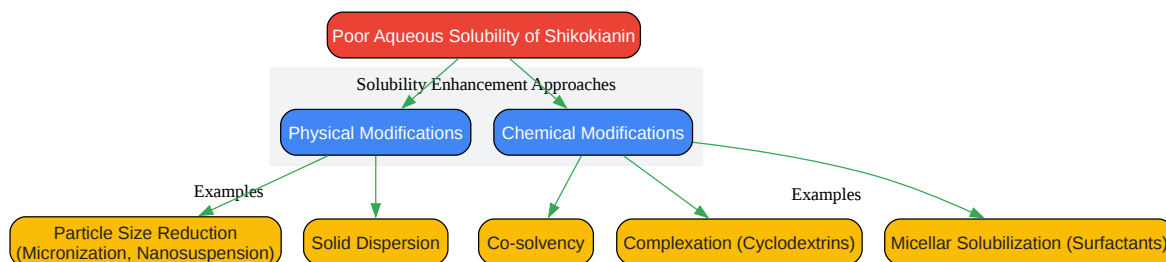 Poor Aqueous Solubility of Shikokianin
Solubility Enhancement Approaches
Physical Modifications
Chemical Modifications
Examples
Examples
Particle Size Reduction
(Micronization, Nanosuspension)
Solid Dispersion
Co-solvency
Complexation (Cyclodextrins)
Micellar Solubilization (Surfactants)